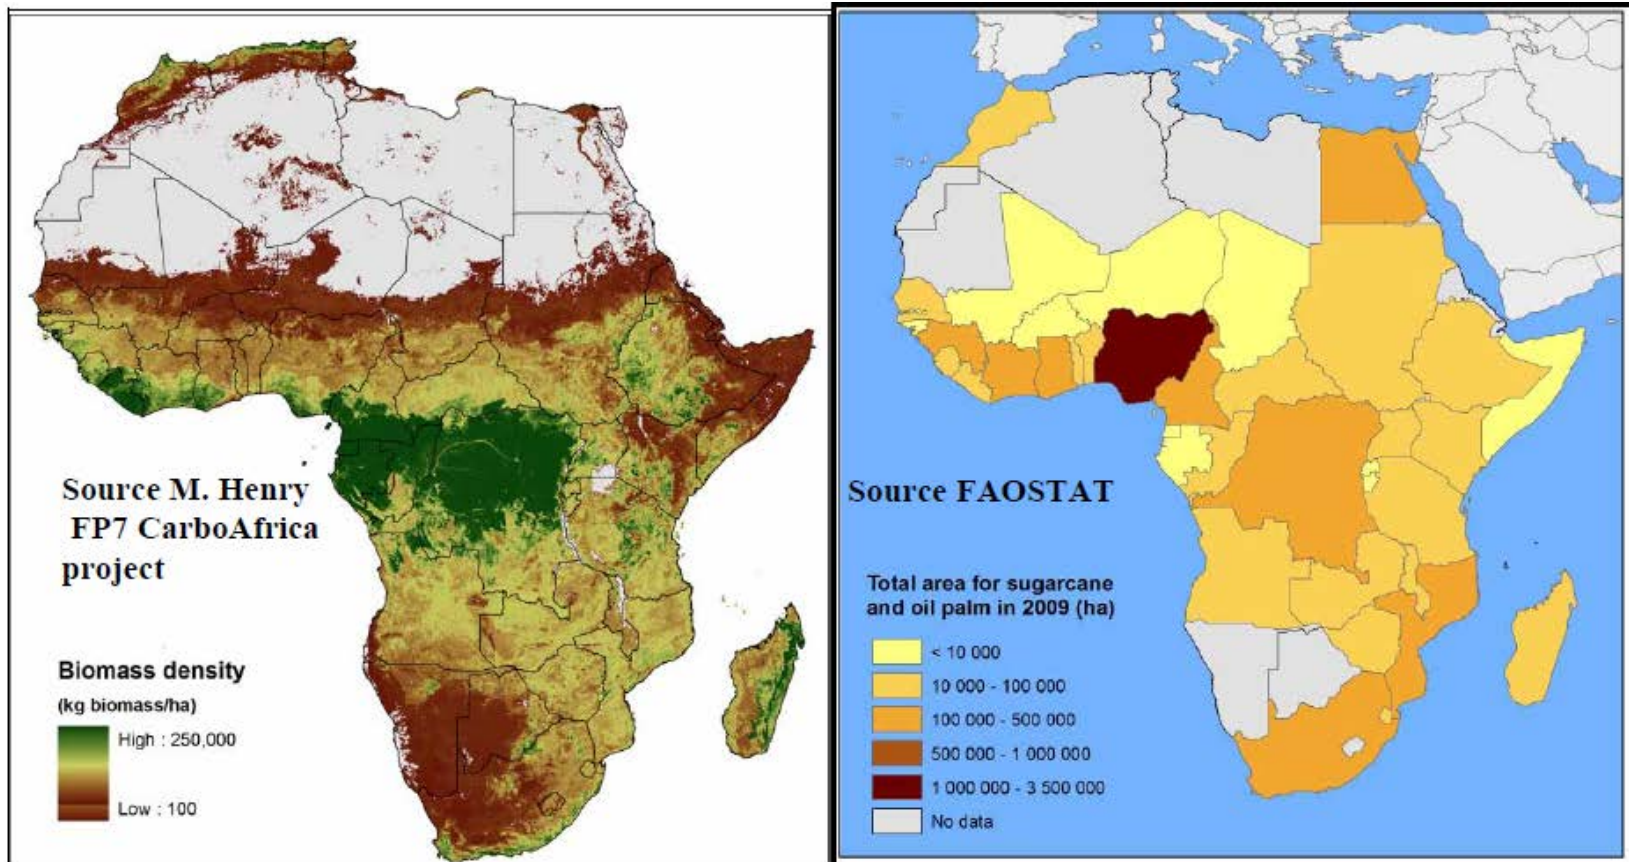 Source M. Henry
FP7 CarboAfrica
project
Biomass density
(kg biomass/ha)
High : 250,000
Low : 100
Source FAOSTAT
Total area for sugarcane
and oil palm in 2009 (ha)
< 10 000
10 000 - 100 000
100 000 - 500 000
500 000 - 1 000 000
1 000 000 - 3 500 000
No data